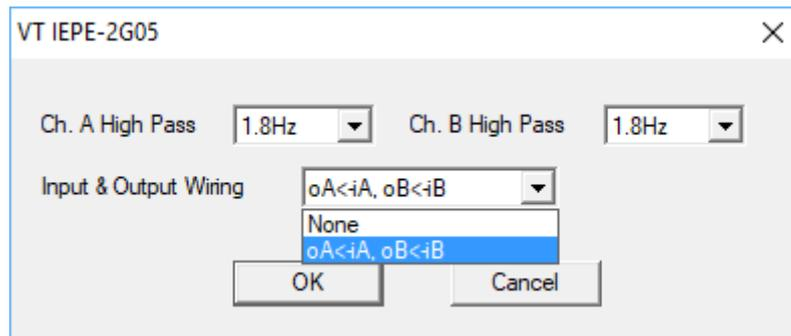 VT IEPE-2G05
Ch. A High Pass 1.8Hz Ch. B High Pass 1.8Hz
Input & Output Wiring oA<-iA, oB<-iB
None
oA<-iA, oB<-iB
OK Cancel